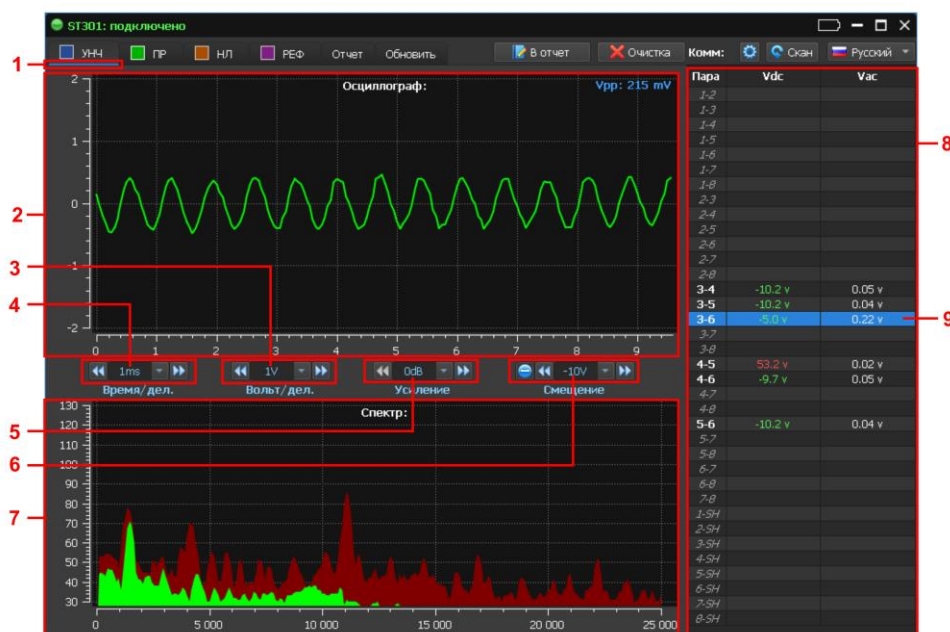 ST301: подключено
УНЧ ПР НЛ РЕФ Отчет Обновить В отчет Очистка Комм: Скан Русский
1
2 Осциллограф: Vpp: 215 mV
1
0
-1
-2
0 1 2 3 4 5 6 7 8 9
2
3
4
1ms 1V 0dB -10V
Время/дел. Вольт/дел. Усиление Смещение
5
6
7
Спектр:
130
120
110
100
90
80
70
60
50
40
30
0 5 000 10 000 15 000 20 000 25 000
Пара Vdc Vac
1-2
1-3
1-4
1-5
1-6
1-7
1-8
2-3
2-4
2-5
2-6
2-7
2-8
3-4 -10.2 v 0.05 v
3-5 -10.2 v 0.04 v
3-6 -5.0 v 0.22 v
3-7
3-8
4-5 53.2 v 0.02 v
4-6 -9.7 v 0.05 v
4-7
4-8
5-6 -10.2 v 0.04 v
5-7
5-8
6-7
6-8
7-8
1-SH
2-SH
3-SH
4-SH
5-SH
6-SH
7-SH
8-SH
8
9